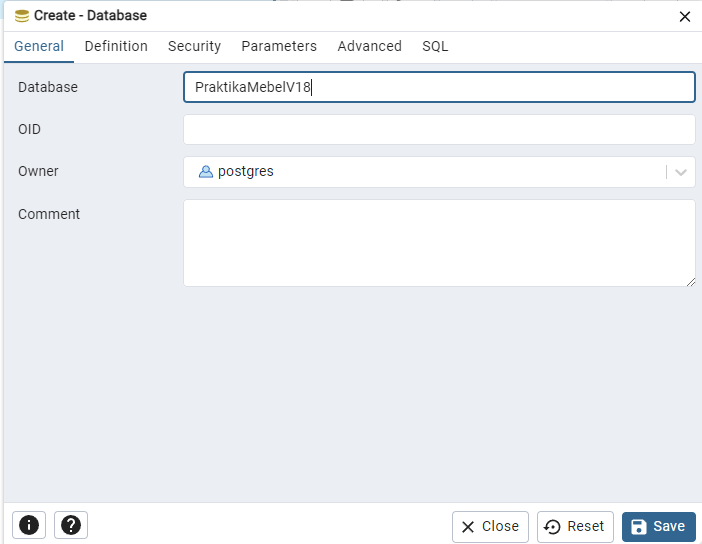 Create - Database
General Definition Security Parameters Advanced SQL
Database PraktikaMebelV18
OID
Owner postgres
Comment
Close Reset Save